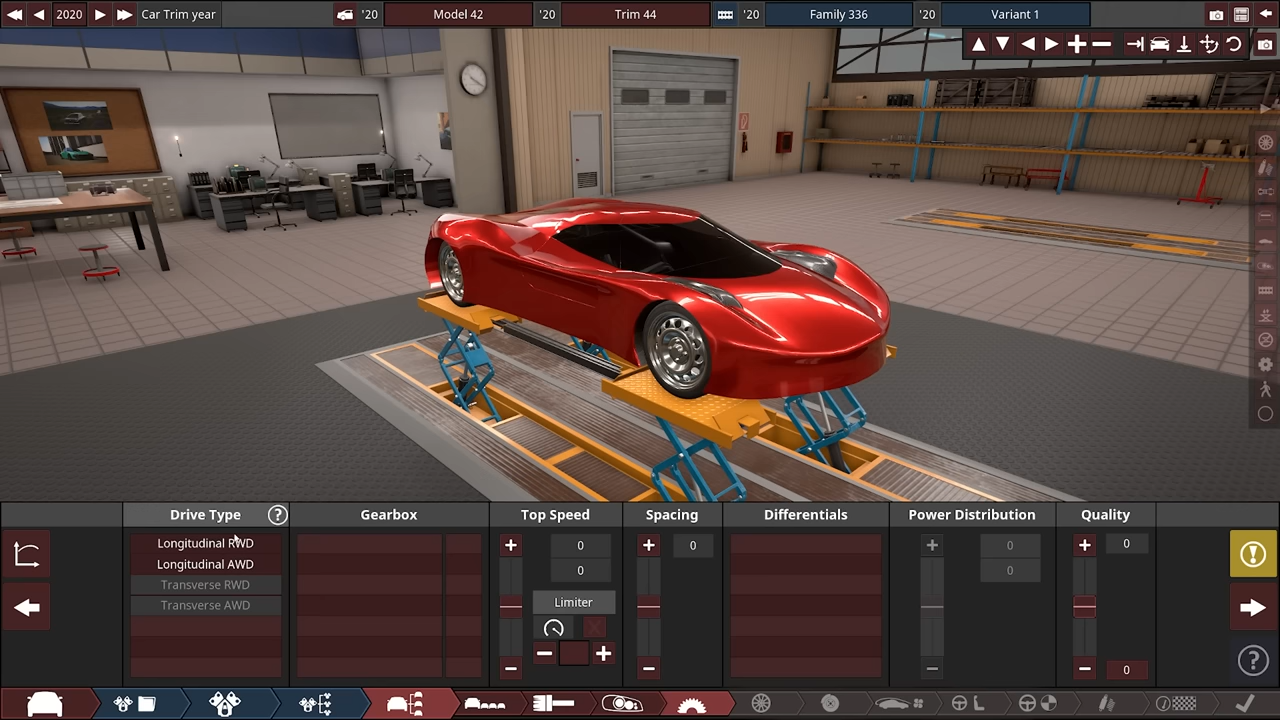 2020 Car Trim year '20 Model 42 '20 Trim 44 '20 Family 336 '20 Variant 1
Drive Type ? Gearbox Top Speed Spacing Differentials Power Distribution Quality
Longitudinal RWD
Longitudinal AWD
Transverse RWD
Transverse AWD
0
0
Limiter
0
0
0
0
0
?